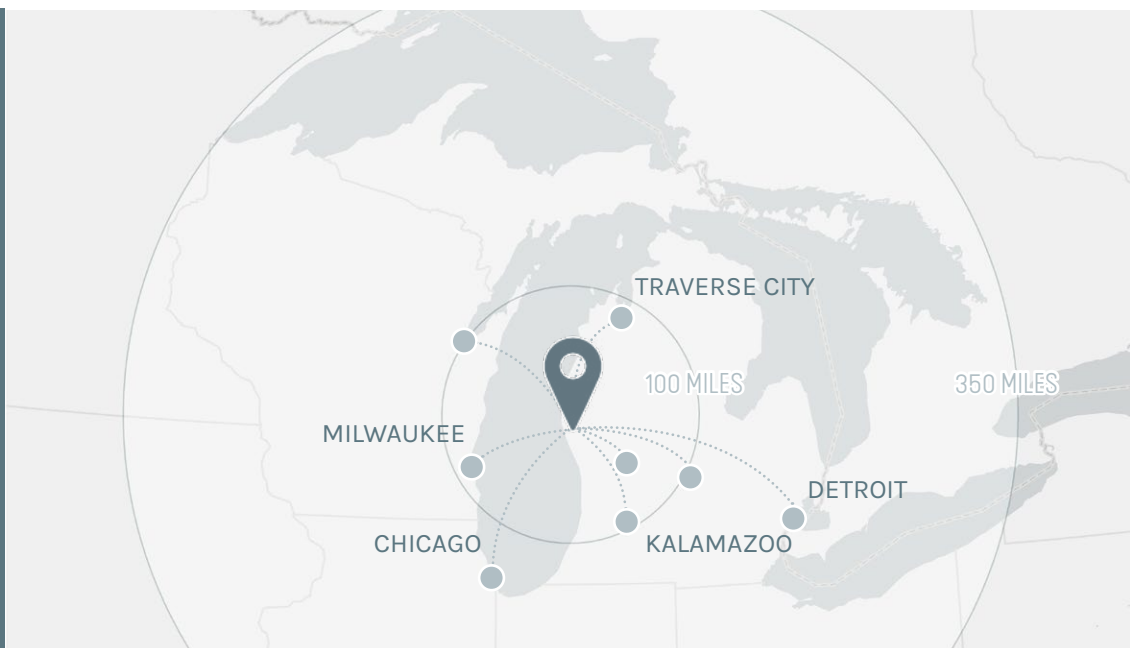 TRAVERSE CITY
100 MILES
350 MILES
MILWAUKEE
DETROIT
CHICAGO
KALAMAZOO